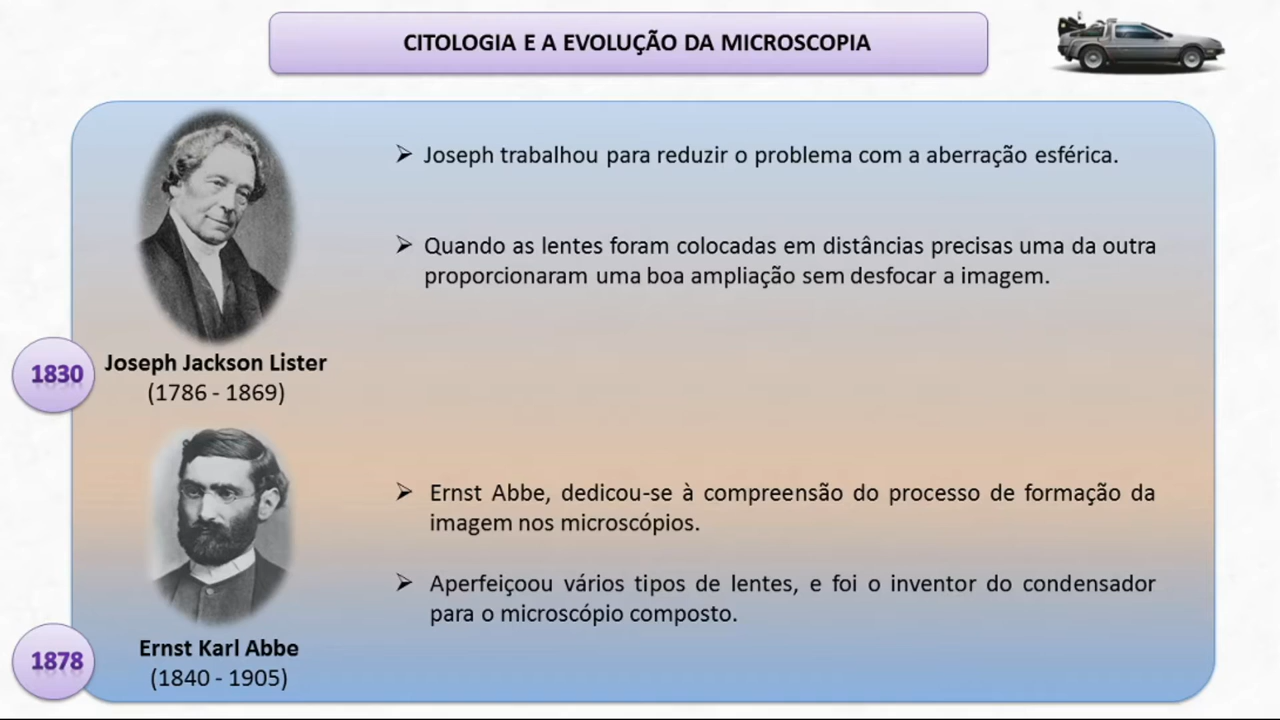 CITOLOGIA E A EVOLUÇÃO DA MICROSCOPIA
➢ Joseph trabalhou para reduzir o problema com a aberração esférica.
➢ Quando as lentes foram colocadas em distâncias precisas uma da outra
proporcionaram uma boa ampliação sem desfocar a imagem.
1830
Joseph Jackson Lister
(1786 - 1869)
➢ Ernst Abbe, dedicou-se à compreensão do processo de formação da
imagem nos microscópios.
➢ Aperfeiçoou vários tipos de lentes, e foi o inventor do condensador
para o microscópio composto.
1878
Ernst Karl Abbe
(1840 - 1905)